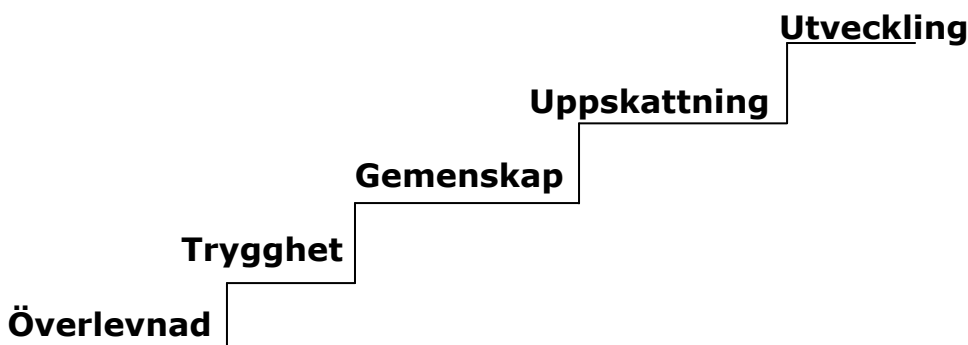 Utveckling
Uppskattning
Gemenskap
Trygghet
Överlevnad